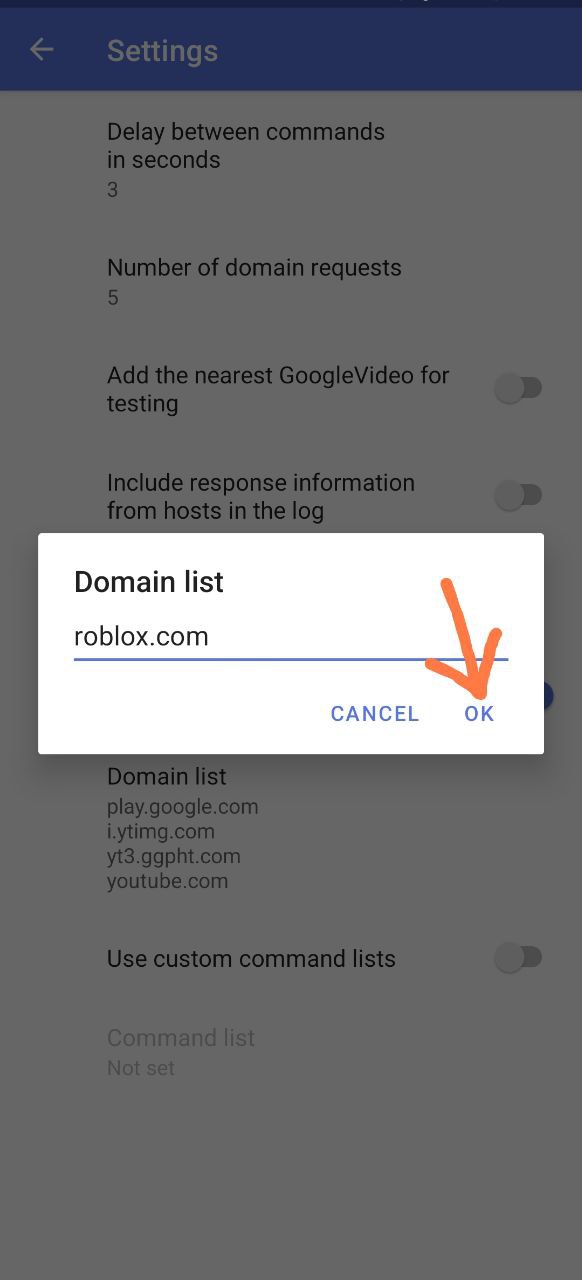 Settings
Delay between commands
in seconds
3
Number of domain requests
5
Add the nearest GoogleVideo for
testing
Include response information
from hosts in the log
Domain list
roblox.com
CANCEL OK
Domain list
play.google.com
i.ytimg.com
yt3.ggpht.com
youtube.com
Use custom command lists
Command list
Not set